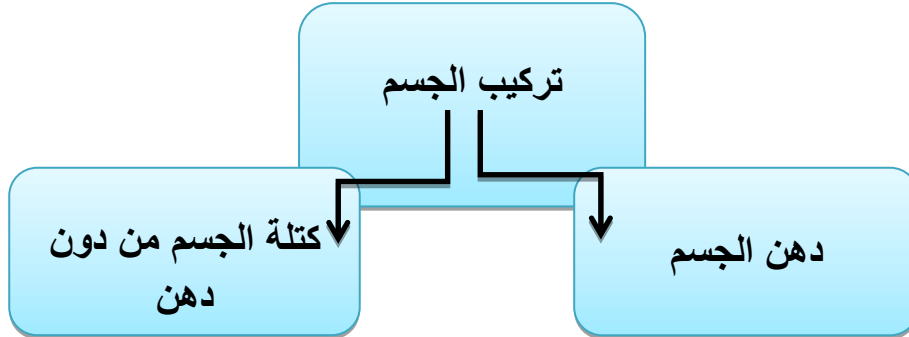 تركيب الجسم
دهن الجسم
كتلة الجسم من دون
دهن